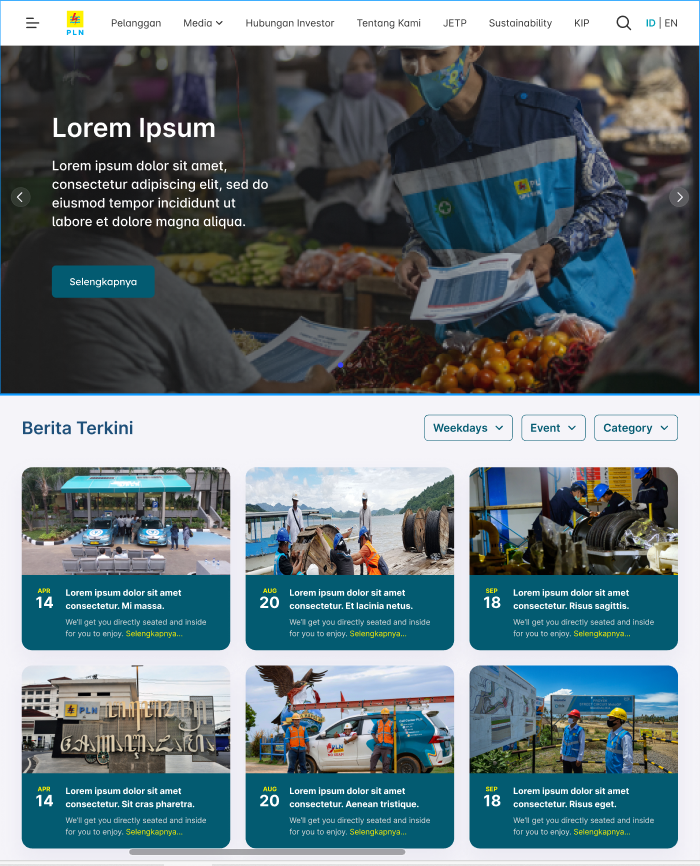 PLN
Pelanggan
Media
Hubungan Investor
Tentang Kami
JETP
Sustainability
KIP
ID | EN
Lorem Ipsum
Lorem ipsum dolor sit amet,
consectetur adipiscing elit, sed do
eiusmod tempor incididunt ut
labore et dolore magna aliqua.
Selengkapnya
Berita Terkini
Weekdays
Event
Category
APR
14
Lorem ipsum dolor sit amet
consectetur. Mi massa.
We'll get you directly seated and inside
for you to enjoy. Selengkapnya...
AUG
20
Lorem ipsum dolor sit amet
consectetur. Et lacinia netus.
We'll get you directly seated and inside
for you to enjoy. Selengkapnya...
SEP
18
Lorem ipsum dolor sit amet
consectetur. Risus sagittis.
We'll get you directly seated and inside
for you to enjoy. Selengkapnya...
PLN
PLN
APR
14
Lorem ipsum dolor sit amet
consectetur. Sit cras pharetra.
We'll get you directly seated and inside
for you to enjoy. Selengkapnya...
AUG
20
Lorem ipsum dolor sit amet
consectetur. Aenean tristique.
We'll get you directly seated and inside
for you to enjoy. Selengkapnya...
SEP
18
Lorem ipsum dolor sit amet
consectetur. Risus eget.
We'll get you directly seated and inside
for you to enjoy. Selengkapnya...